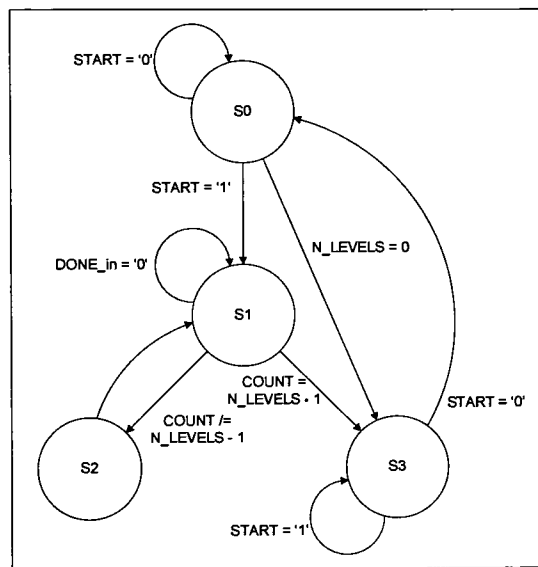 START = '0'
S0
START = '1'
N_LEVELS = 0
DONE_in = '0'
S1
COUNT =
N_LEVELS - 1
START = '0'
COUNT /=
N_LEVELS - 1
S2
S3
START = '1'